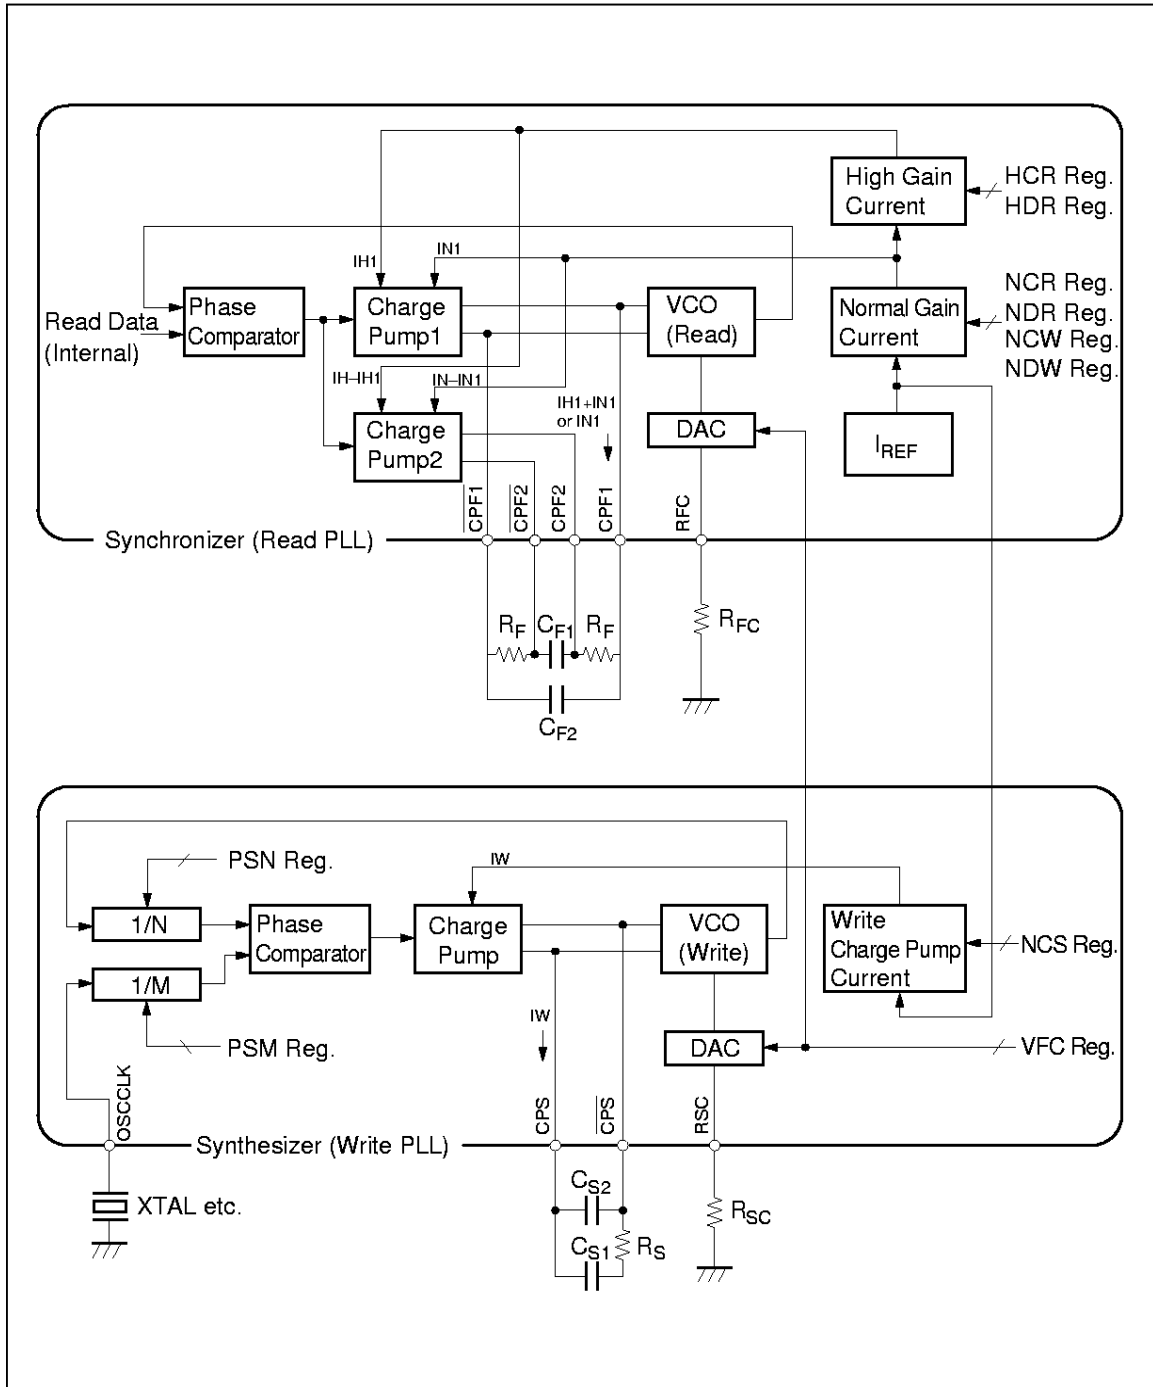 High Gain
Current
HCR Reg.
HDR Reg.
IH1
IN1
Read Data
(Internal)
Phase
Comparator
Charge
Pump1
VCO
(Read)
Normal Gain
Current
NCR Reg.
NDR Reg.
NCW Reg.
NDW Reg.
IH–IH1
IN–IN1
Charge
Pump2
IH1+IN1
or IN1
DAC
IREF
CPF1
CPF2
CPF2
CPF1
RFC
Synchronizer (Read PLL)
RF
CF1
RF
RFC
CF2
PSN Reg.
IW
1/N
Phase
Comparator
Charge
Pump
VCO
(Write)
Write
Charge Pump
Current
NCS Reg.
1/M
PSM Reg.
IW
DAC
VFC Reg.
OSCCLK
CPS
CPS
RSC
Synthesizer (Write PLL)
XTAL etc.
CS2
RS
CS1
RSC